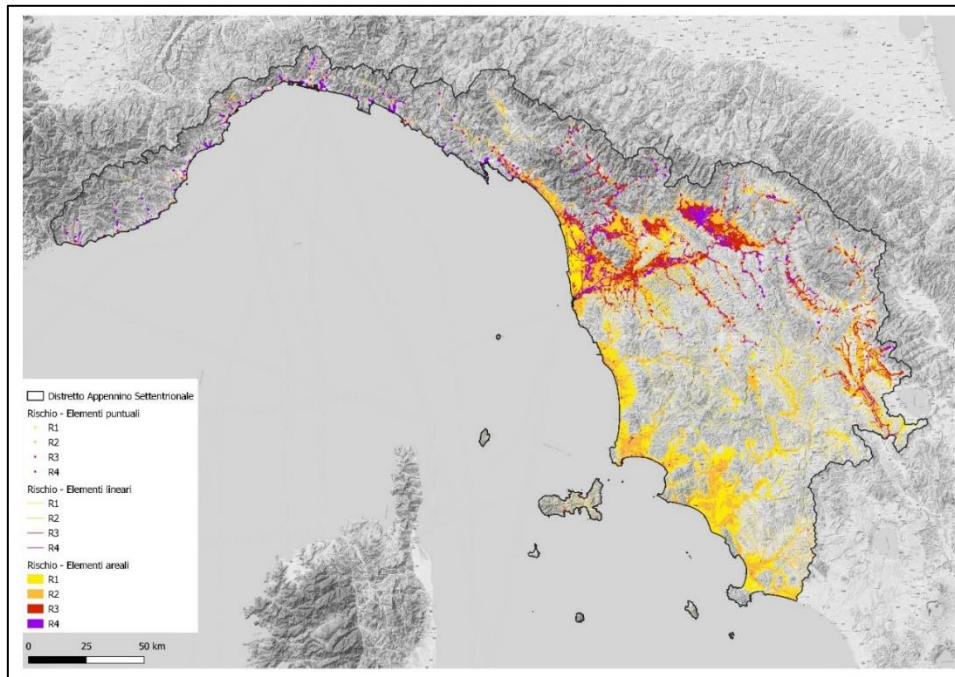 Distretto Appennino Settentrionale
Rischio - Elementi puntuali
R1
R2
R3
R4
Rischio - Elementi lineari
R1
R2
R3
R4
Rischio - Elementi areali
R1
R2
R3
R4
0 25 50 km